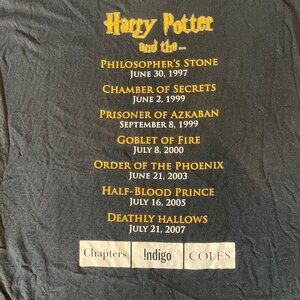 Harry Potter
and the...
PHILOSOPHER'S STONE
JUNE 30, 1997
CHAMBER OF SECRETS
JUNE 2, 1999
PRISONER OF AZKABAN
SEPTEMBER 8, 1999
GOBLET OF FIRE
JULY 8, 2000
ORDER OF THE PHOENIX
JUNE 21, 2003
HALF-BLOOD PRINCE
JULY 16, 2005
DEATHLY HALLOWS
JULY 21, 2007
Chapters !ndigo COLES